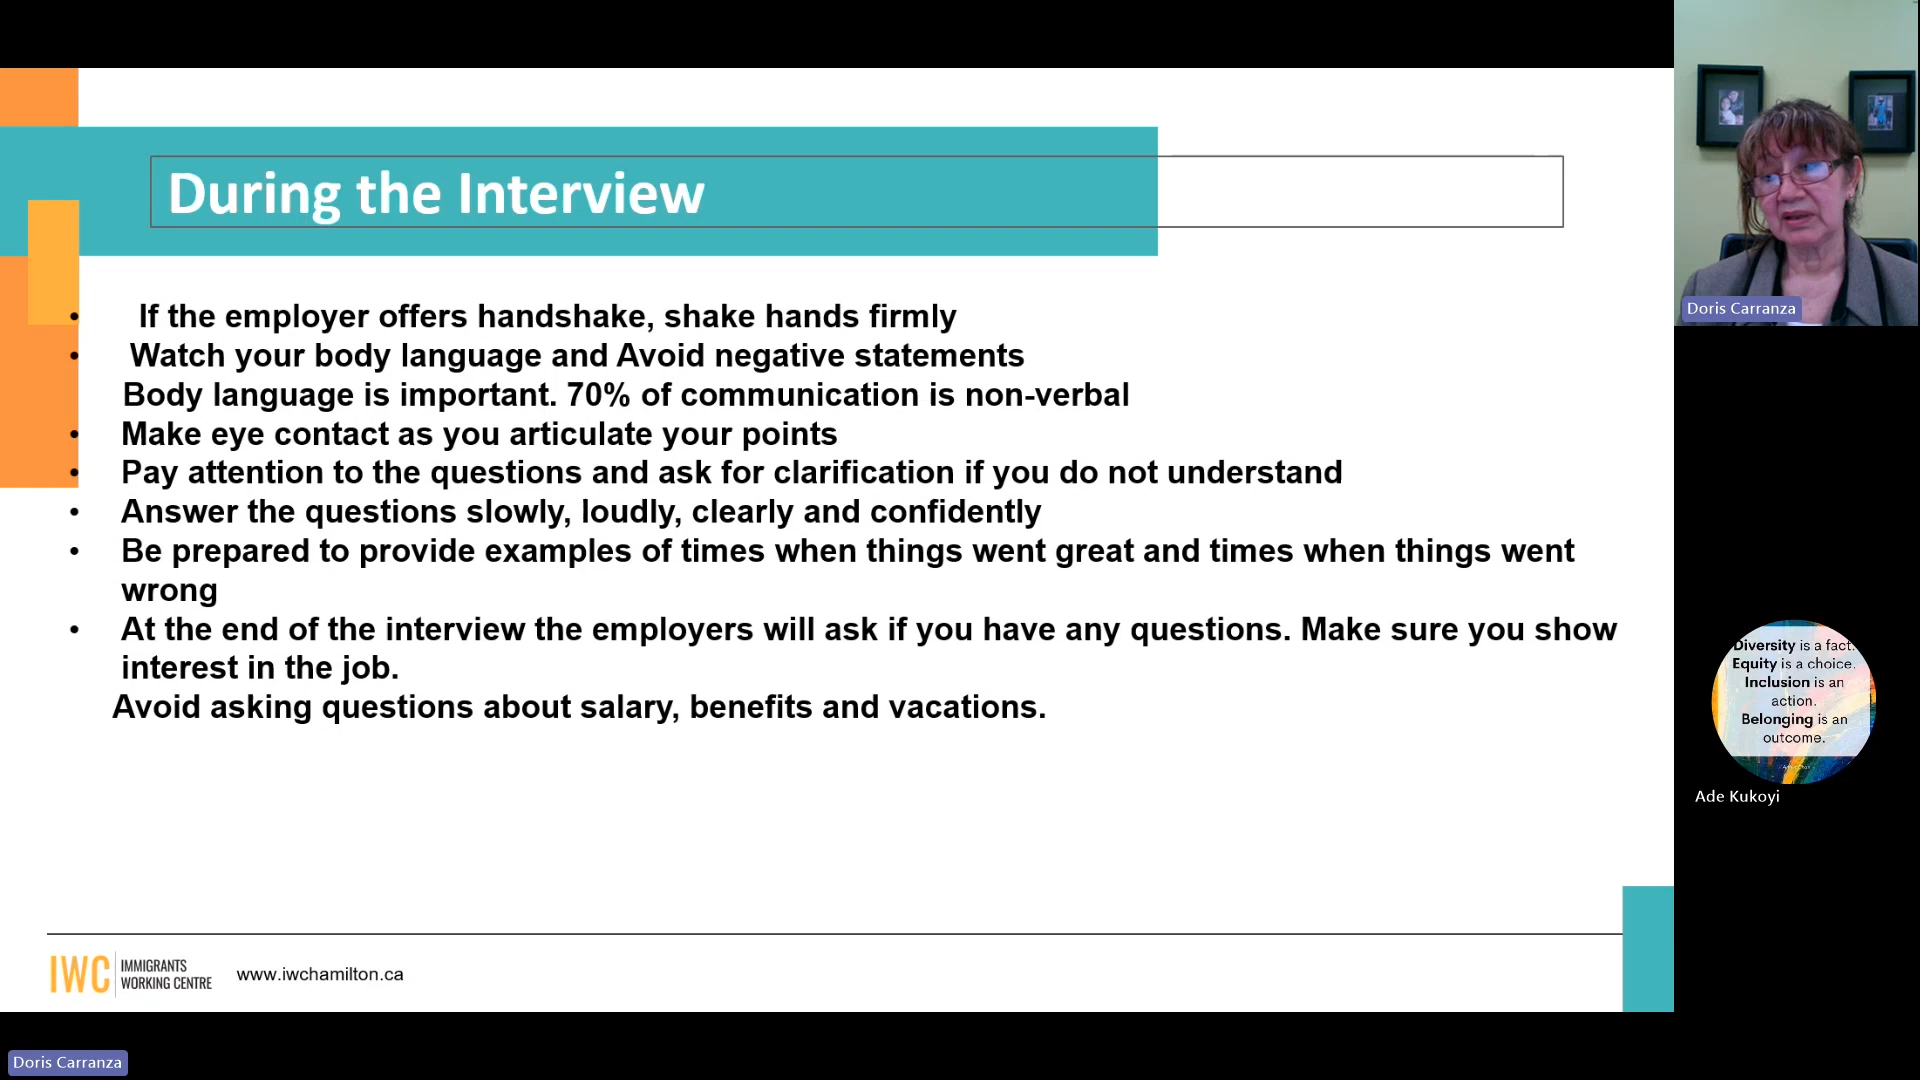 During the Interview
• If the employer offers handshake, shake hands firmly
• Watch your body language and Avoid negative statements
Body language is important. 70% of communication is non-verbal
• Make eye contact as you articulate your points
• Pay attention to the questions and ask for clarification if you do not understand
• Answer the questions slowly, loudly, clearly and confidently
• Be prepared to provide examples of times when things went great and times when things went
wrong
• At the end of the interview the employers will ask if you have any questions. Make sure you show
interest in the job.
Avoid asking questions about salary, benefits and vacations.
IWC
IMMIGRANTS
WORKING CENTRE
www.iwchamilton.ca
Doris Carranza
Doris Carranza
Diversity is a fact.
Equity is a choice.
Inclusion is an
action.
Belonging is an
outcome.
Ade Kukoyi